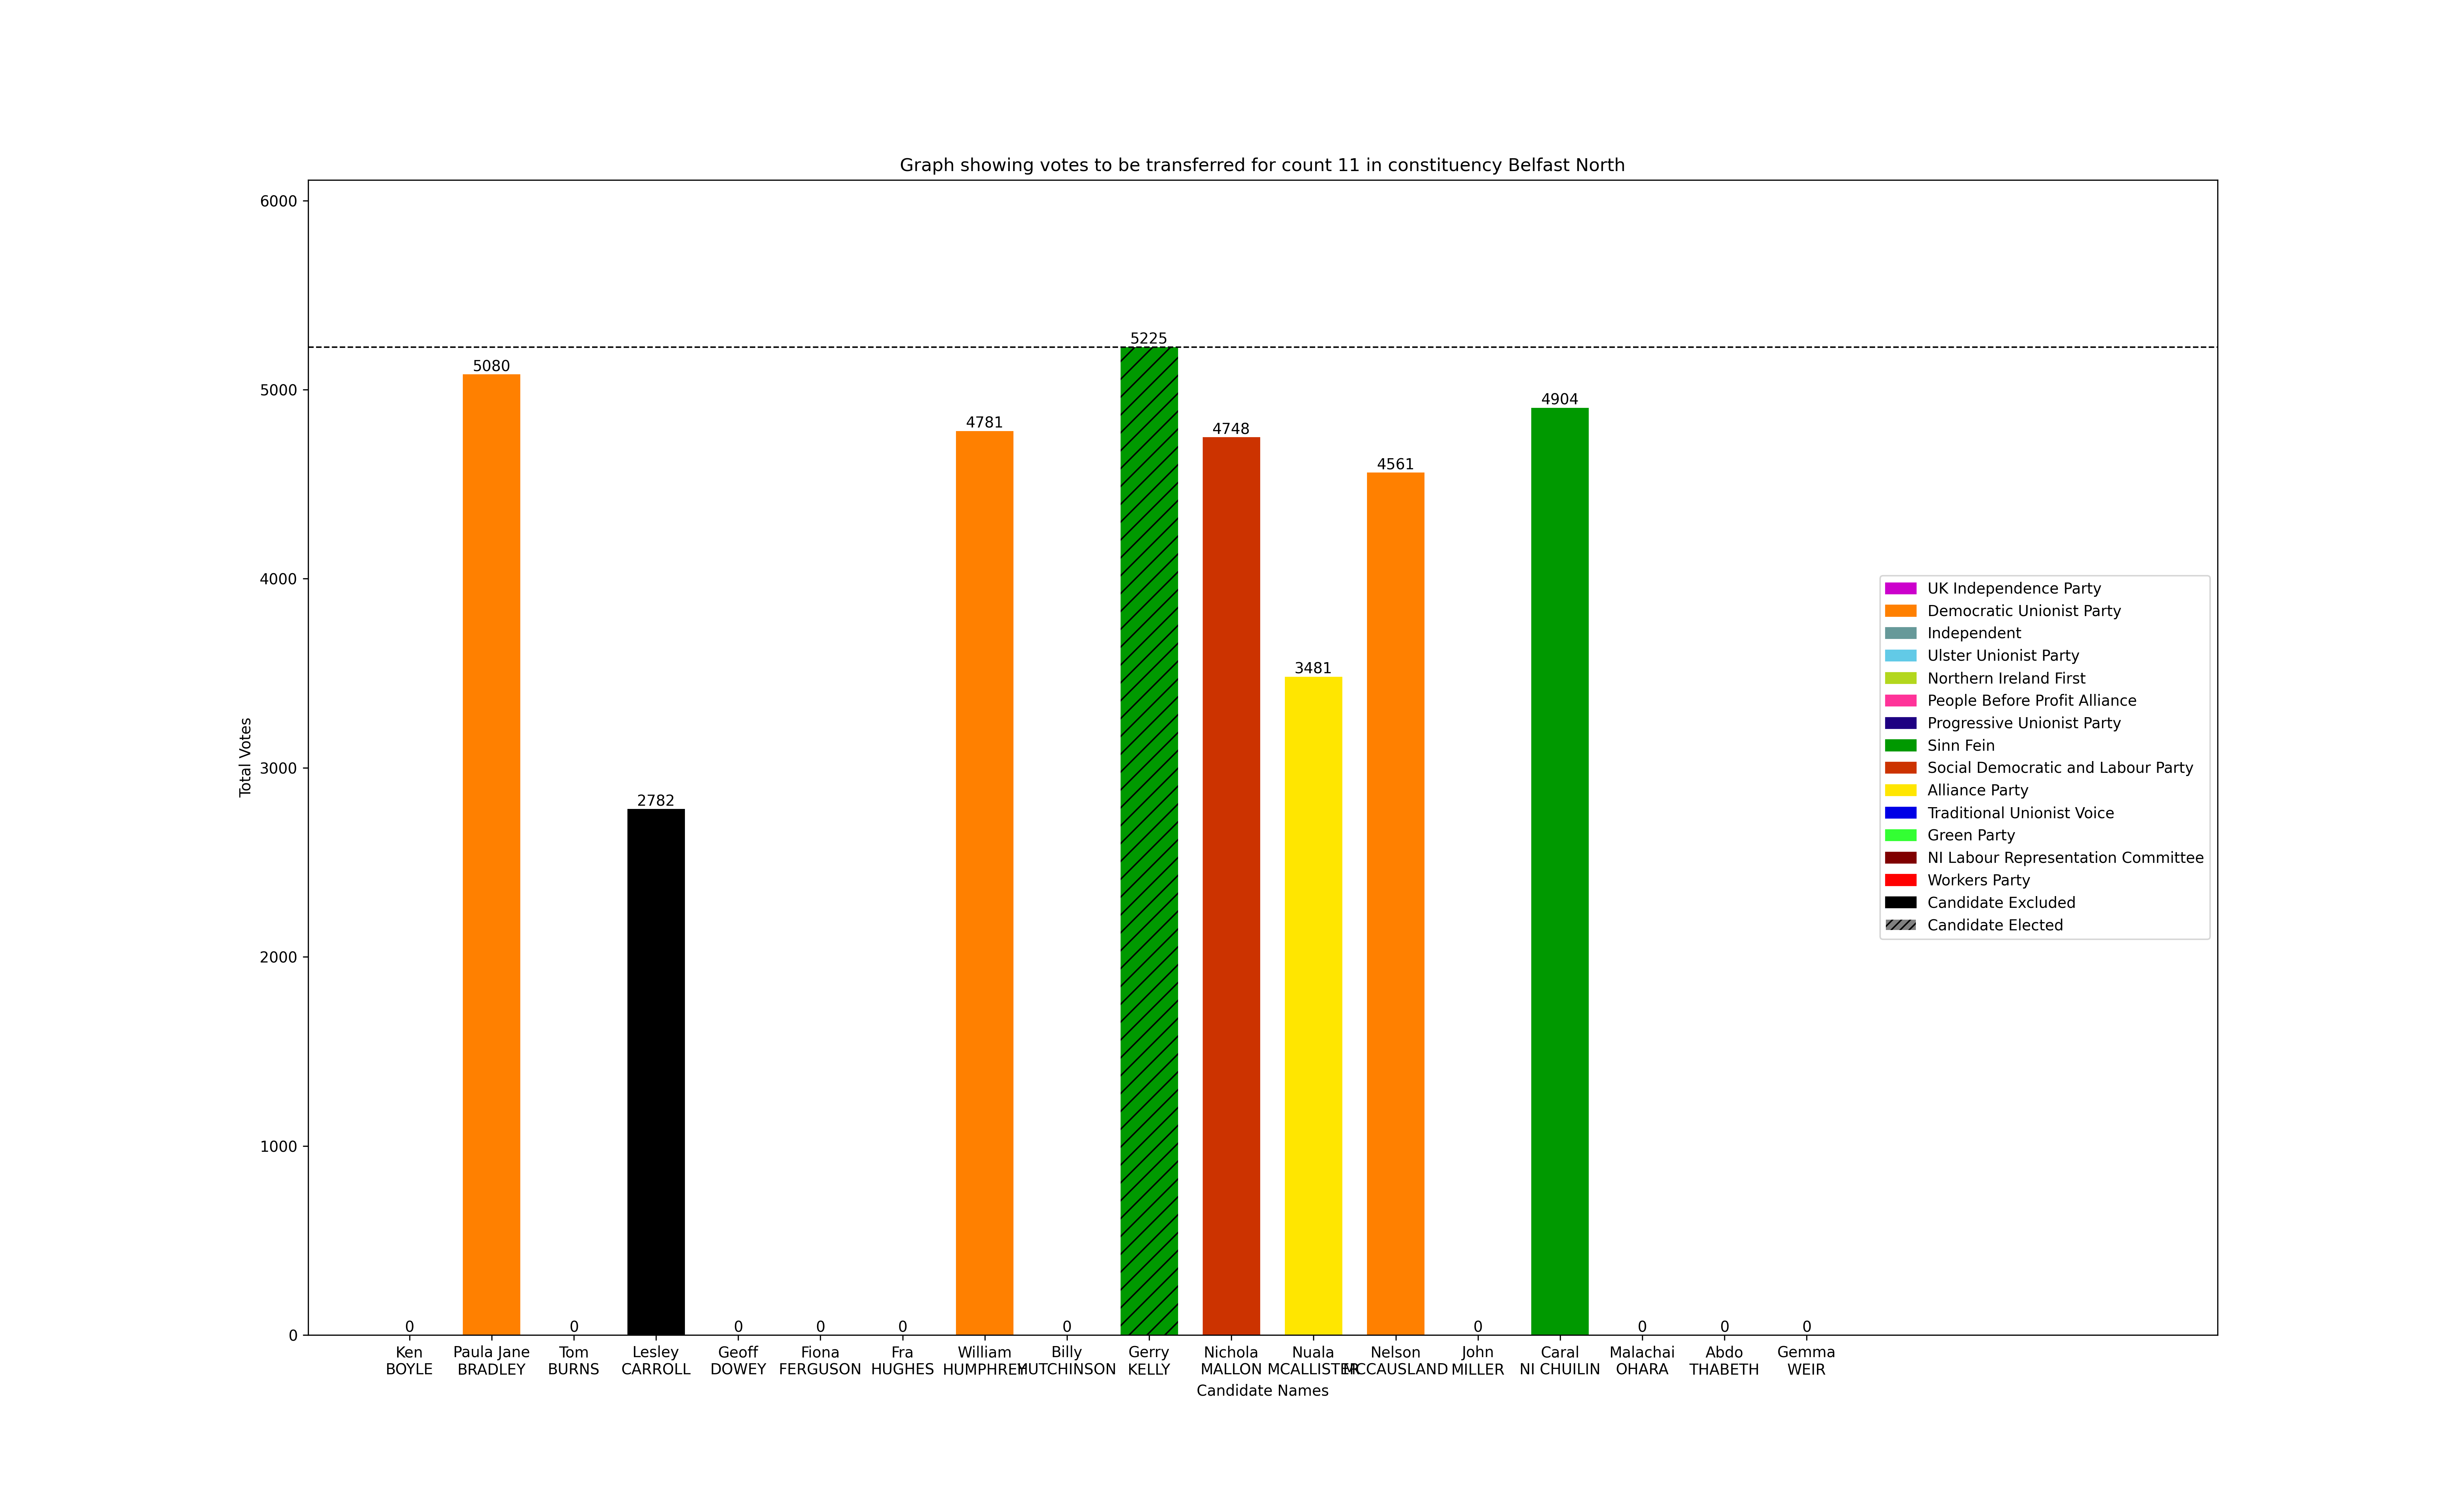 Graph showing votes to be transferred for count 11 in constituency Belfast North
6000
5000
4000
3000
2000
1000
0
Total Votes
0
5080
0
2782
0
0
0
4781
0
5225
4748
3481
4561
0
4904
0
0
0
Ken
BOYLE
Paula Jane
BRADLEY
Tom
BURNS
Lesley
CARROLL
Geoff
DOWEY
Fiona
FERGUSON
Fra
HUGHES
William
HUMPHREY
Billy
HUTCHINSON
Gerry
KELLY
Nichola
MALLON
Nuala
MCALLISTER
Nelson
MCCAUSLAND
John
MILLER
Caral
NI CHUILIN
Malachai
OHARA
Abdo
THABETH
Gemma
WEIR
Candidate Names
UK Independence Party
Democratic Unionist Party
Independent
Ulster Unionist Party
Northern Ireland First
People Before Profit Alliance
Progressive Unionist Party
Sinn Fein
Social Democratic and Labour Party
Alliance Party
Traditional Unionist Voice
Green Party
NI Labour Representation Committee
Workers Party
Candidate Excluded
Candidate Elected